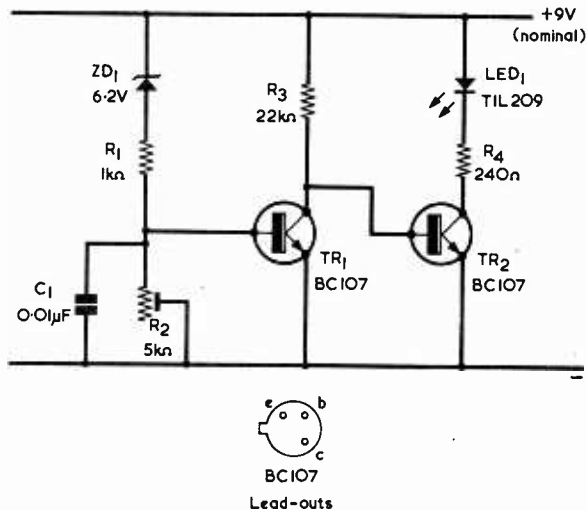 +9V
(nominal)
ZD1
6·2V
R1
1kΩ
R3
22kΩ
LED1
TIL209
R4
240Ω
TR1
BC107
TR2
BC107
C1
0·01µF
R2
5kΩ
−
e
b
c
BC107
Lead-outs